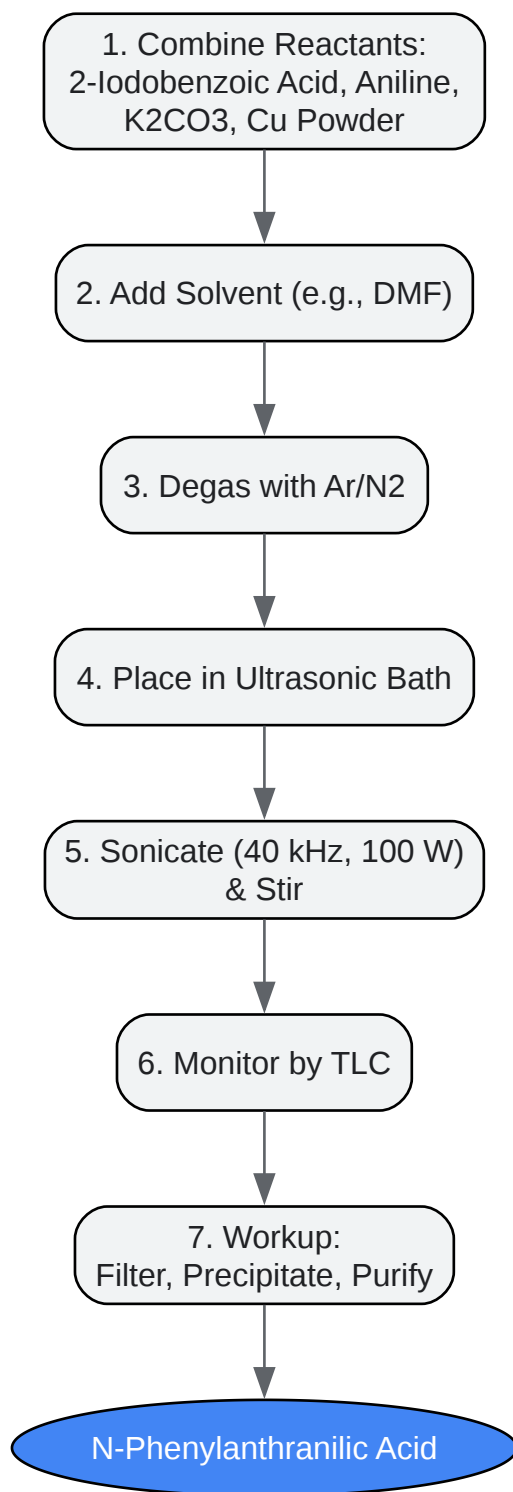 1. Combine Reactants:
2-Iodobenzoic Acid, Aniline,
K2CO3, Cu Powder
2. Add Solvent (e.g., DMF)
3. Degas with Ar/N2
4. Place in Ultrasonic Bath
5. Sonicate (40 kHz, 100 W)
& Stir
6. Monitor by TLC
7. Workup:
Filter, Precipitate, Purify
N-Phenylanthranilic Acid